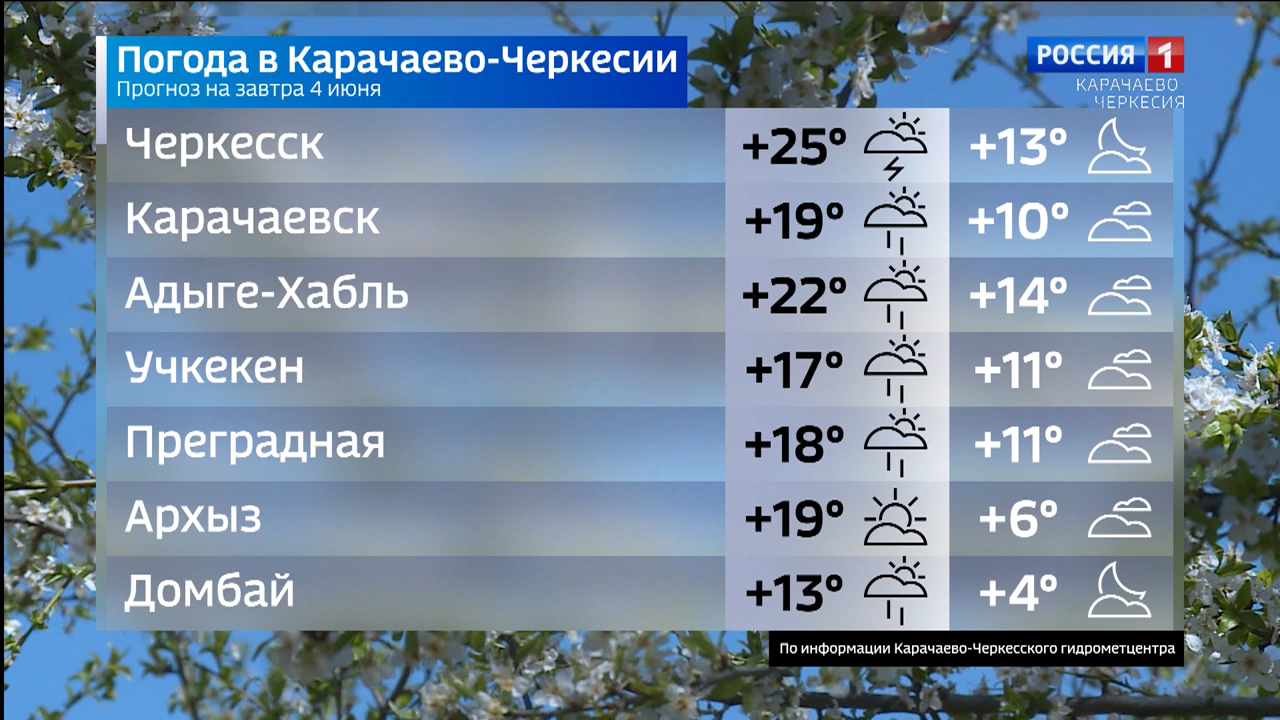 Погода в Карачаево-Черкесии
Прогноз на завтра 4 июня
РОССИЯ 1
КАРАЧАЕВО-
ЧЕРКЕСИЯ
Черкесск +25° +13°
Карачаевск +19° +10°
Адыге-Хабль +22° +14°
Учкекен +17° +11°
Преградная +18° +11°
Архыз +19° +6°
Домбай +13° +4°
По информации Карачаево-Черкесского гидрометцентра